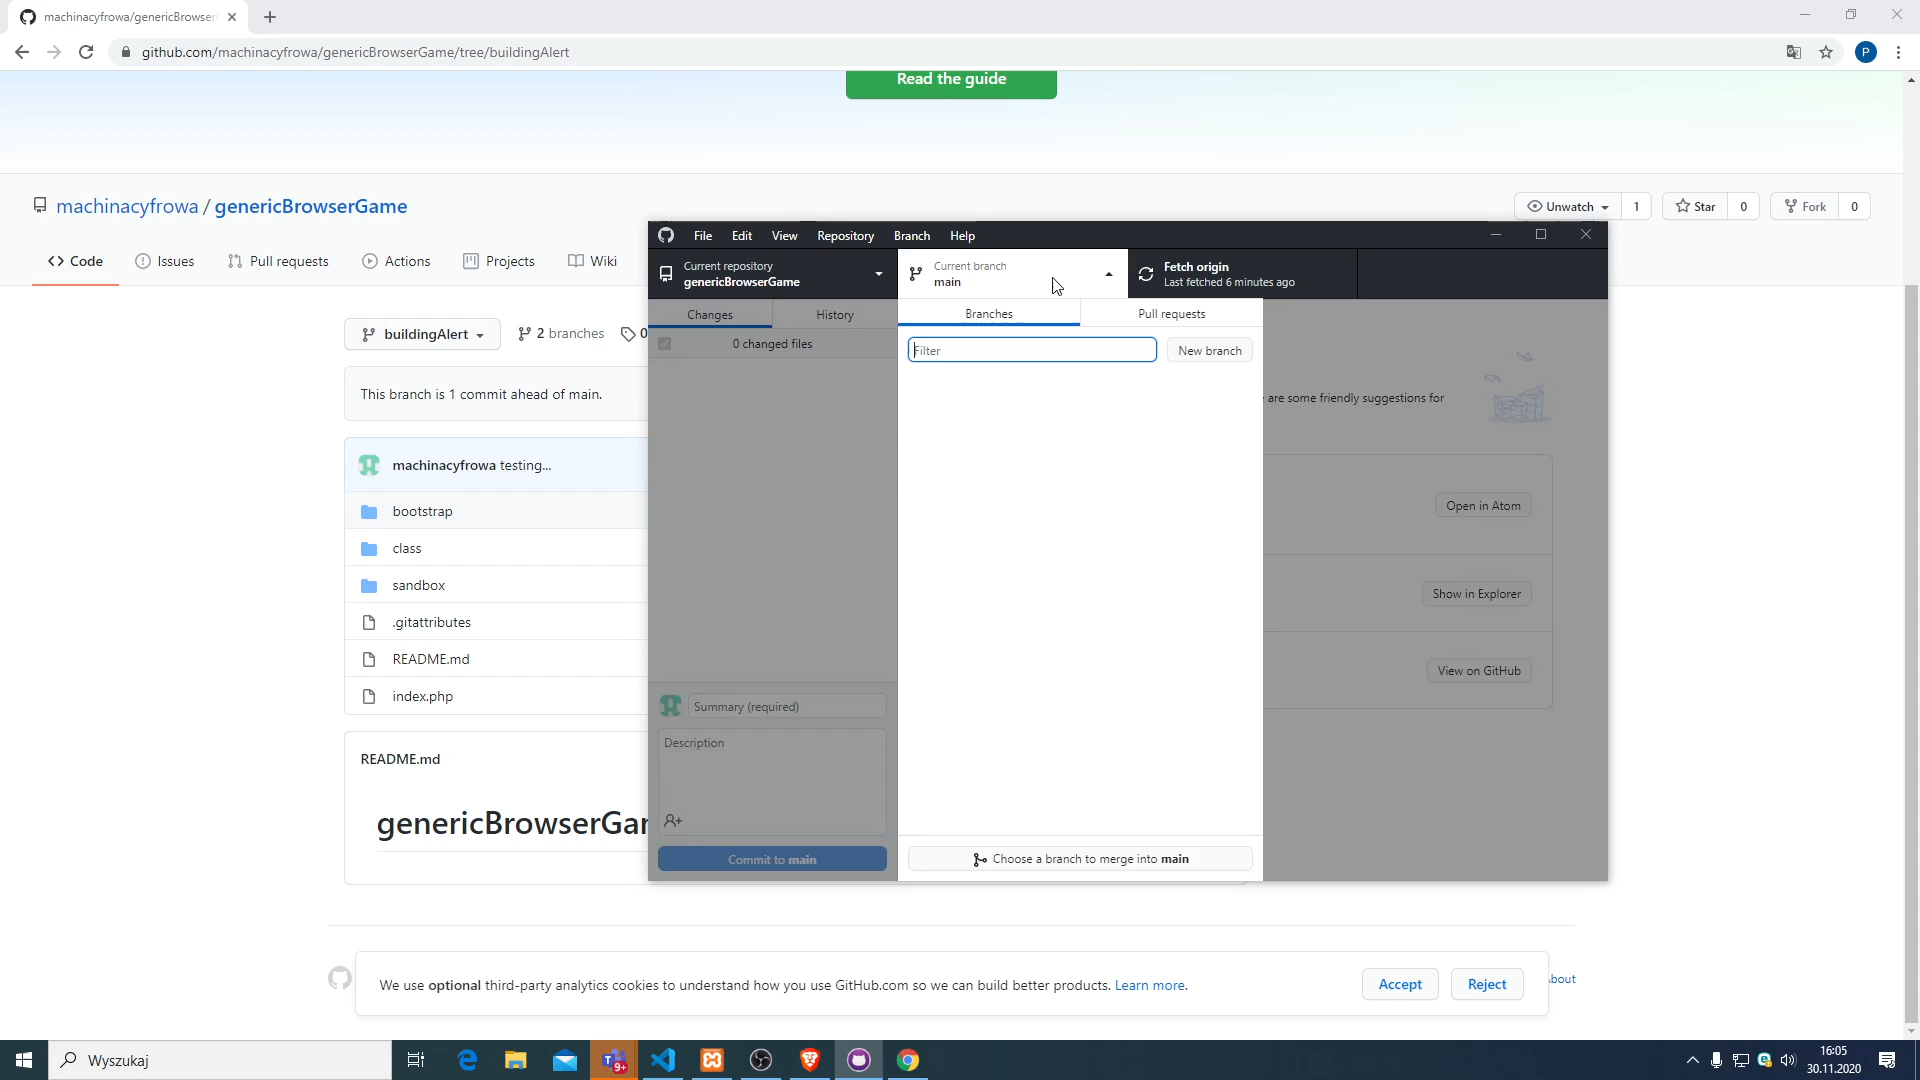 machinacyfrowa/genericBrowser
github.com/machinacyfrowa/genericBrowserGame/tree/buildingAlert
P
Read the guide
machinacyfrowa / genericBrowserGame
Unwatch 1
Star 0
Fork 0
Code
Issues
Pull requests
Actions
Projects
Wiki
buildingAlert
2 branches
0
This branch is 1 commit ahead of main.
machinacyfrowa testing...
bootstrap
class
sandbox
.gitattributes
README.md
index.php
README.md
genericBrowserGa
File Edit View Repository Branch Help
Current repository
genericBrowserGame
Current branch
main
Fetch origin
Last fetched 6 minutes ago
Changes
History
0 changed files
Branches
Pull requests
Filter
New branch
are some friendly suggestions for
Open in Atom
Show in Explorer
View on GitHub
Summary (required)
Description
Commit to main
Choose a branch to merge into main
We use optional third-party analytics cookies to understand how you use GitHub.com so we can build better products. Learn more.
Accept
Reject
bout
Wyszukaj
9+
16:05
30.11.2020